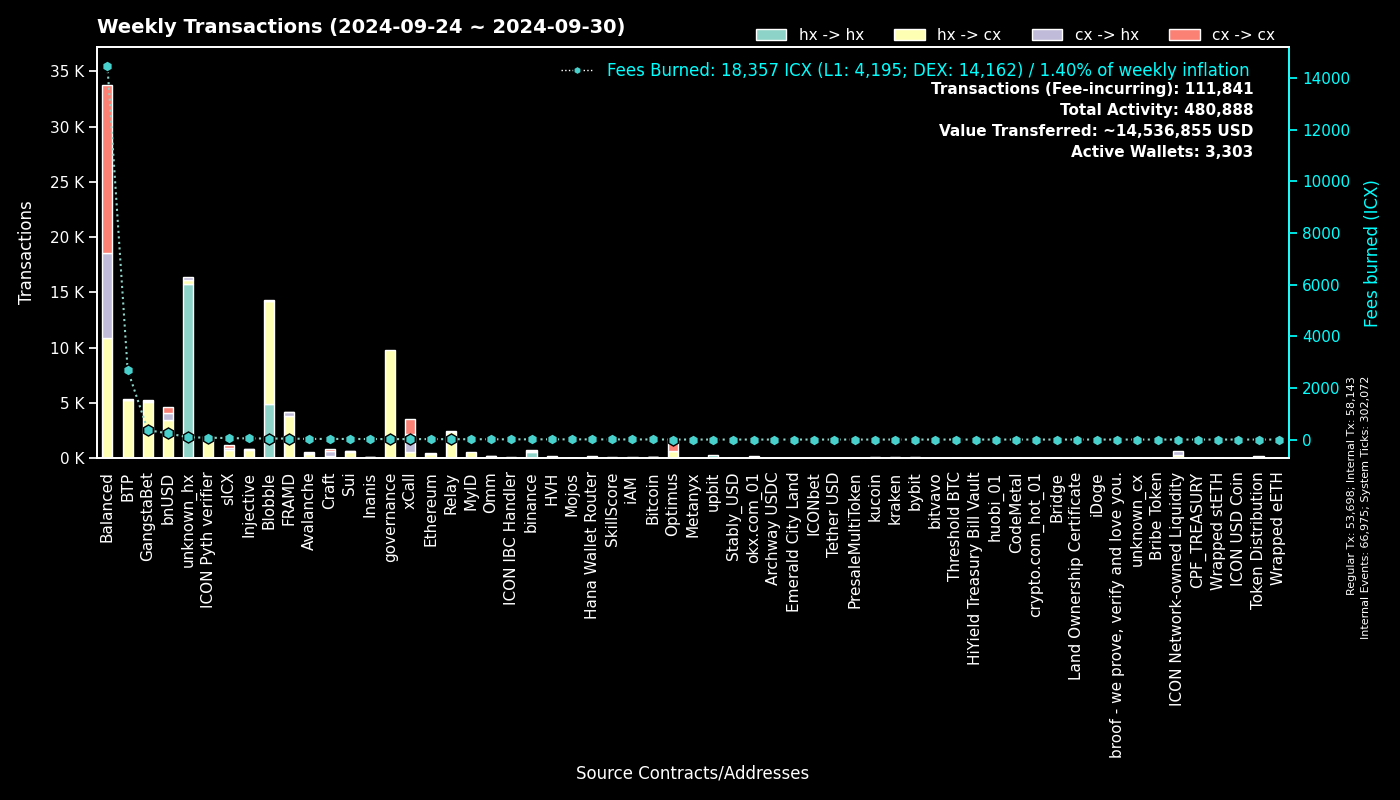 Weekly Transactions (2024-09-24 ~ 2024-09-30)
hx -> hx
hx -> cx
cx -> hx
cx -> cx
Fees Burned: 18,357 ICX (L1: 4,195; DEX: 14,162) / 1.40% of weekly inflation
Transactions (Fee-incurring): 111,841
Total Activity: 480,888
Value Transferred: ~14,536,855 USD
Active Wallets: 3,303
Transactions
35 K
30 K
25 K
20 K
15 K
10 K
5 K
0 K
14000
12000
10000
8000
6000
4000
2000
0
Fees burned (ICX)
Regular Tx: 53,698; Internal Tx: 58,143
Internal Events: 66,975; System Ticks: 302,072
Balanced
BTP
GangstaBet
bnUSD
unknown_hx
ICON Pyth verifier
sICX
Injective
Blobble
FRAMD
Avalanche
Craft
Sui
Inanis
governance
xCall
Ethereum
Relay
MyID
Omm
ICON IBC Handler
binance
HVH
Mojos
Hana Wallet Router
SkillScore
iAM
Bitcoin
Optimus
Metanyx
upbit
Stably_USD
okx.com_01
Archway USDC
Emerald City Land
ICONbet
Tether USD
PresaleMultiToken
kucoin
kraken
bybit
bitvavo
Threshold BTC
HiYield Treasury Bill Vault
huobi_01
CodeMetal
crypto.com_hot_01
Bridge
Land Ownership Certificate
iDoge
broof - we prove, verify and love you.
unknown_cx
Bribe Token
ICON Network-owned Liquidity
CPF_TREASURY
Wrapped stETH
ICON USD Coin
Token Distribution
Wrapped eETH
Source Contracts/Addresses